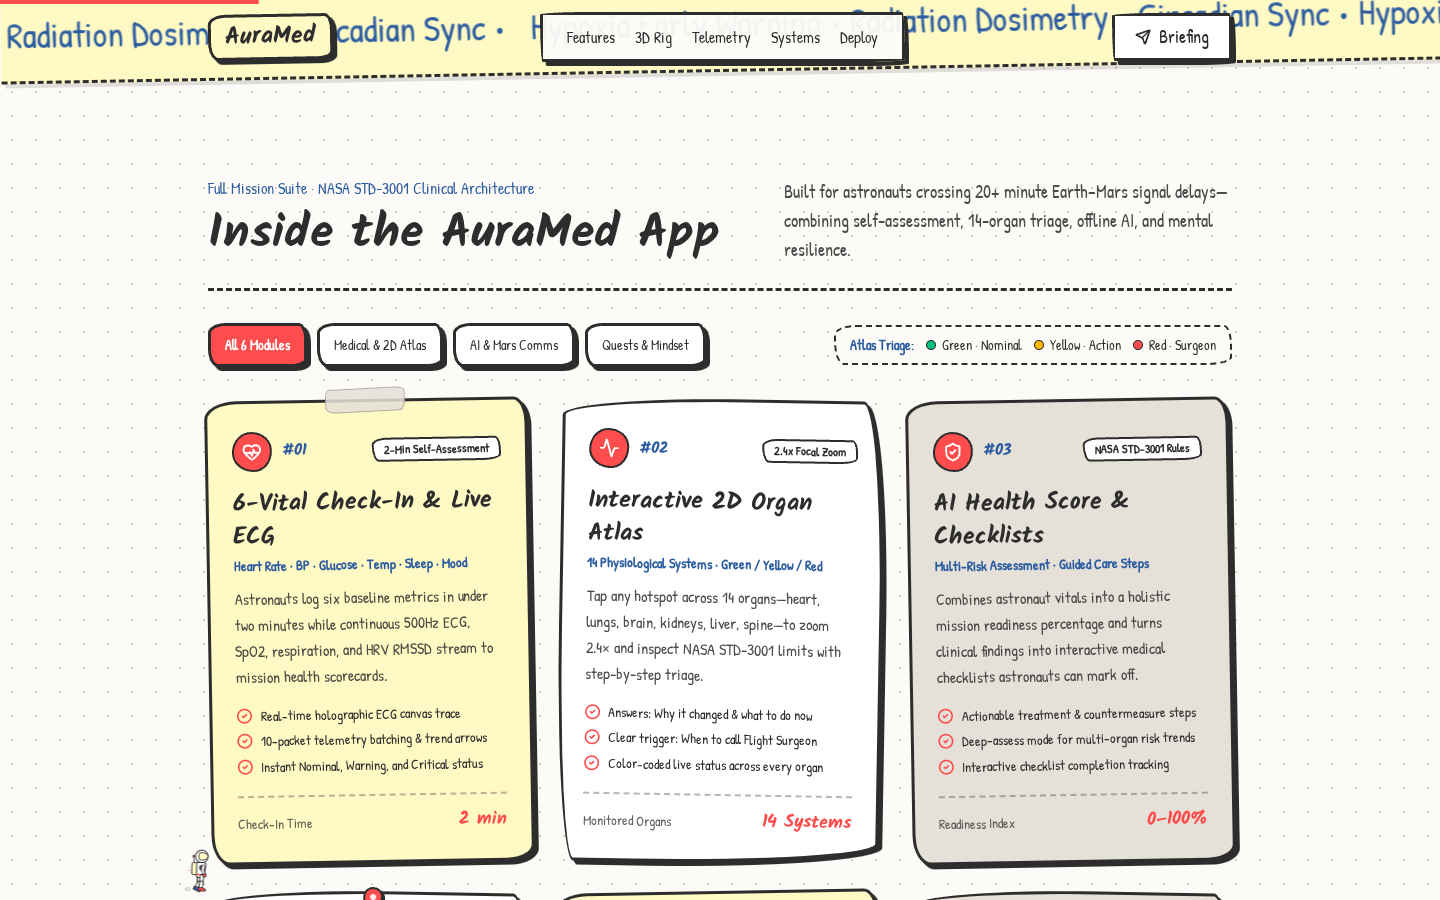 Radiation Dosim
cadian Sync •
Hypoxia Early Warning
Radiation Dosimetry
Circadian Sync • Hypoxi
AuraMed
Features
3D Rig
Telemetry
Systems
Deploy
Briefing
Full Mission Suite · NASA STD-3001 Clinical Architecture
Inside the AuraMed App
Built for astronauts crossing 20+ minute Earth-Mars signal delays—
combining self-assessment, 14-organ triage, offline AI, and mental
resilience.
All 6 Modules
Medical & 2D Atlas
AI & Mars Comms
Quests & Mindset
Atlas Triage:
Green · Nominal
Yellow · Action
Red · Surgeon
#01
2-Min Self-Assessment
6-Vital Check-In & Live
ECG
Heart Rate · BP · Glucose · Temp · Sleep · Mood
Astronauts log six baseline metrics in under
two minutes while continuous 500Hz ECG,
SpO2, respiration, and HRV RMSSD stream to
mission health scorecards.
Real-time holographic ECG canvas trace
10-packet telemetry batching & trend arrows
Instant Nominal, Warning, and Critical status
Check-In Time
2 min
#02
2.4x Focal Zoom
Interactive 2D Organ
Atlas
14 Physiological Systems · Green / Yellow / Red
Tap any hotspot across 14 organs—heart,
lungs, brain, kidneys, liver, spine—to zoom
2.4× and inspect NASA STD-3001 limits with
step-by-step triage.
Answers: Why it changed & what to do now
Clear trigger: When to call Flight Surgeon
Color-coded live status across every organ
Monitored Organs
14 Systems
#03
NASA STD-3001 Rules
AI Health Score &
Checklists
Multi-Risk Assessment · Guided Care Steps
Combines astronaut vitals into a holistic
mission readiness percentage and turns
clinical findings into interactive medical
checklists astronauts can mark off.
Actionable treatment & countermeasure steps
Deep-assess mode for multi-organ risk trends
Interactive checklist completion tracking
Readiness Index
0–100%